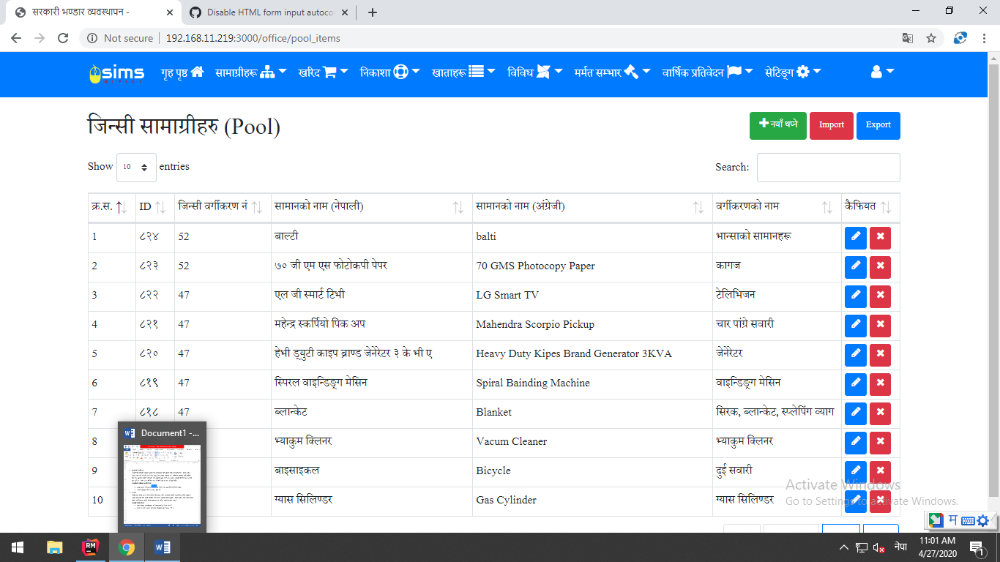 सरकारी भण्डार व्यवस्थापन -
Disable HTML form input autoco
Not secure 192.168.11.219:3000/office/pool_items
sims गृह पृष्ठ सामाग्रीहरू खरिद निकाशा खाताहरू विविध मर्मत सम्भार वार्षिक प्रतिवेदन सेटिङ्ग
जिन्सी सामाग्रीहरु (Pool) नयाँ थप्ने Import Export
Show 10 entries Search:
क्र.स. ID जिन्सी वर्गीकरण नं सामानको नाम (नेपाली) सामानको नाम (अंग्रेजी) वर्गीकरणको नाम कैफियत
1 ८२४ 52 बाल्टी balti भान्साको सामानहरू
2 ८२३ 52 ७० जी एम एस फोटोकपी पेपर 70 GMS Photocopy Paper कागज
3 ८२२ 47 एल जी स्मार्ट टिभी LG Smart TV टेलिभिजन
4 ८२१ 47 महेन्द्र स्कर्पियो पिक अप Mahendra Scorpio Pickup चार पांग्रे सवारी
5 ८२० 47 हेभी ड्युटी काइप ब्राण्ड जेनेरेटर ३ के भी ए Heavy Duty Kipes Brand Generator 3KVA जेनेरेटर
6 ८१९ 47 स्पिरल वाइन्डिङ्ग मेसिन Spiral Bainding Machine वाइन्डिङ्ग मेसिन
7 ८१८ 47 ब्लान्केट Blanket सिरक, ब्लान्केट, स्प्लेपिंग व्याग
Document1 -...
8 भ्याकुम क्लिनर Vacum Cleaner भ्याकुम क्लिनर
9 बाइसाइकल Bicycle दुई सवारी
10 ग्यास सिलिण्डर Gas Cylinder ग्यास सिलिण्डर
Activate Windows
Go to Settings to activate Windows.
म
नेपा
11:01 AM
4/27/2020
1